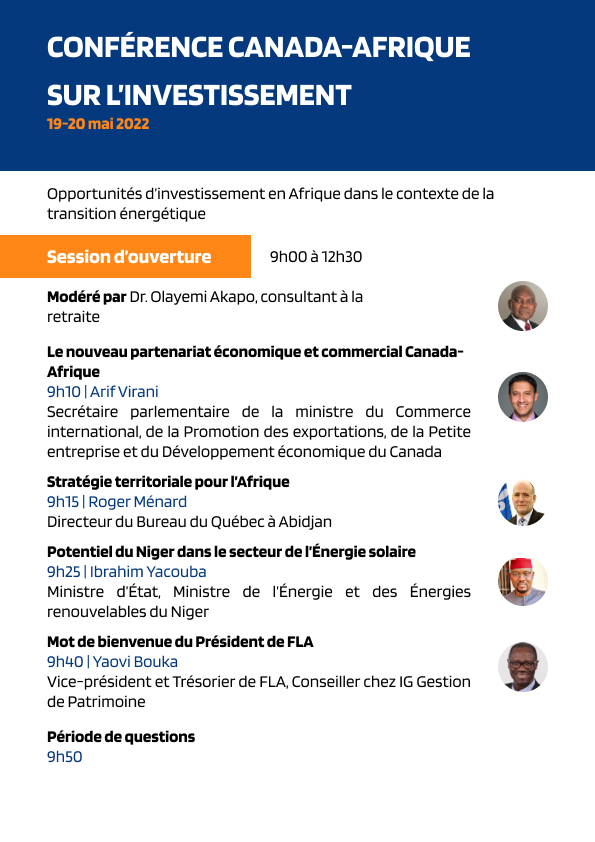 CONFÉRENCE CANADA-AFRIQUE
SUR L'INVESTISSEMENT
19-20 mai 2022
Opportunités d'investissement en Afrique dans le contexte de la
transition énergétique
Session d'ouverture
9h00 à 12h30
Modéré par Dr. Olayemi Akapo, consultant à la
retraite
Le nouveau partenariat économique et commercial Canada-
Afrique
9h10 | Arif Virani
Secrétaire parlementaire de la ministre du Commerce
international, de la Promotion des exportations, de la Petite
entreprise et du Développement économique du Canada
Stratégie territoriale pour l'Afrique
9h15 | Roger Ménard
Directeur du Bureau du Québec à Abidjan
Potentiel du Niger dans le secteur de l'Énergie solaire
9h25 | Ibrahim Yacouba
Ministre d'État, Ministre de l'Énergie et des Énergies
renouvelables du Niger
Mot de bienvenue du Président de FLA
9h40 | Yaovi Bouka
Vice-président et Trésorier de FLA, Conseiller chez IG Gestion
de Patrimoine
Période de questions
9h50